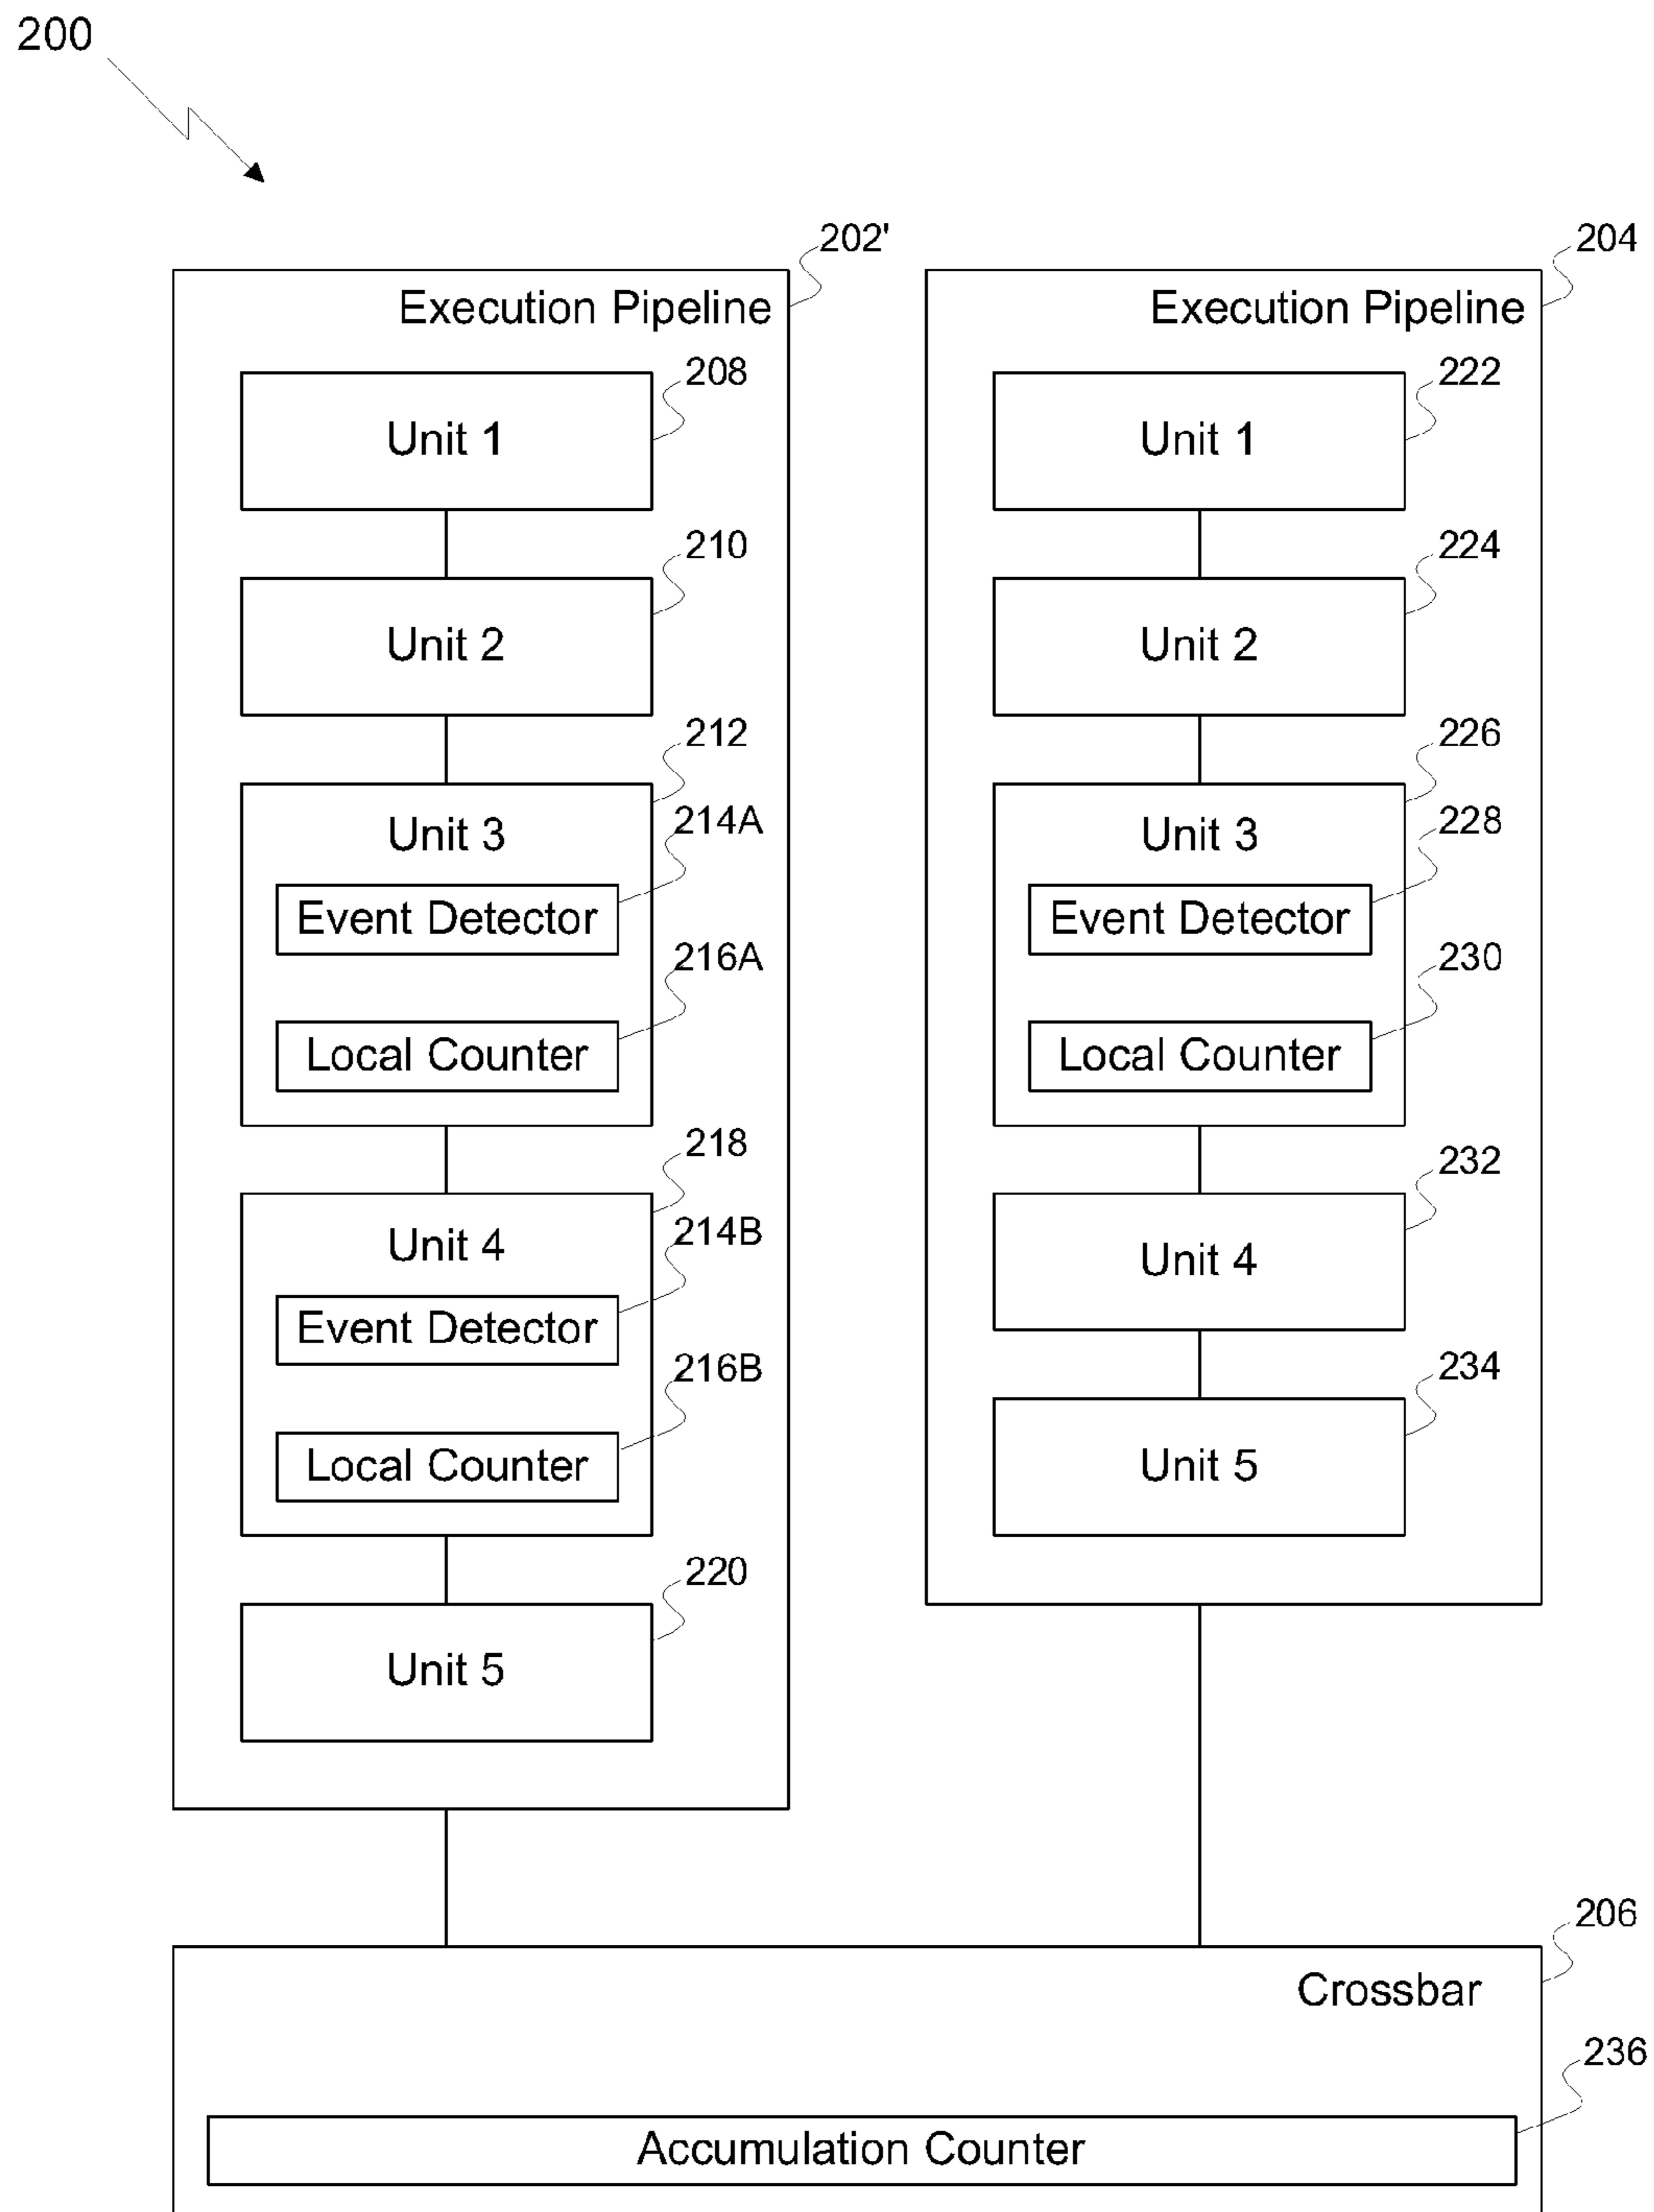 200
202'
Execution Pipeline
208
Unit 1
210
Unit 2
212
Unit 3
214A
Event Detector
216A
Local Counter
218
Unit 4
214B
Event Detector
216B
Local Counter
220
Unit 5
204
Execution Pipeline
222
Unit 1
224
Unit 2
226
Unit 3
228
Event Detector
230
Local Counter
232
Unit 4
234
Unit 5
206
Crossbar
236
Accumulation Counter